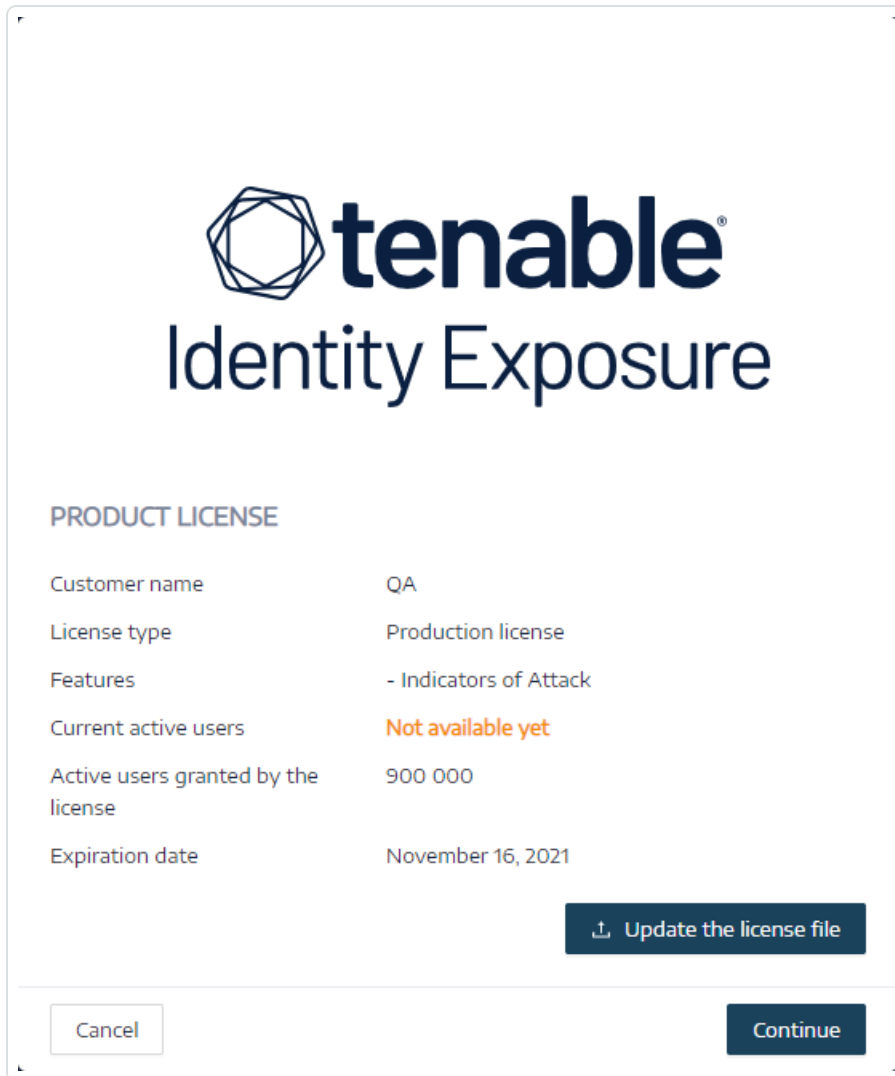 tenable®
Identity Exposure
PRODUCT LICENSE
Customer name QA
License type Production license
Features - Indicators of Attack
Current active users Not available yet
Active users granted by the 900 000
license
Expiration date November 16, 2021
Update the license file
Cancel Continue